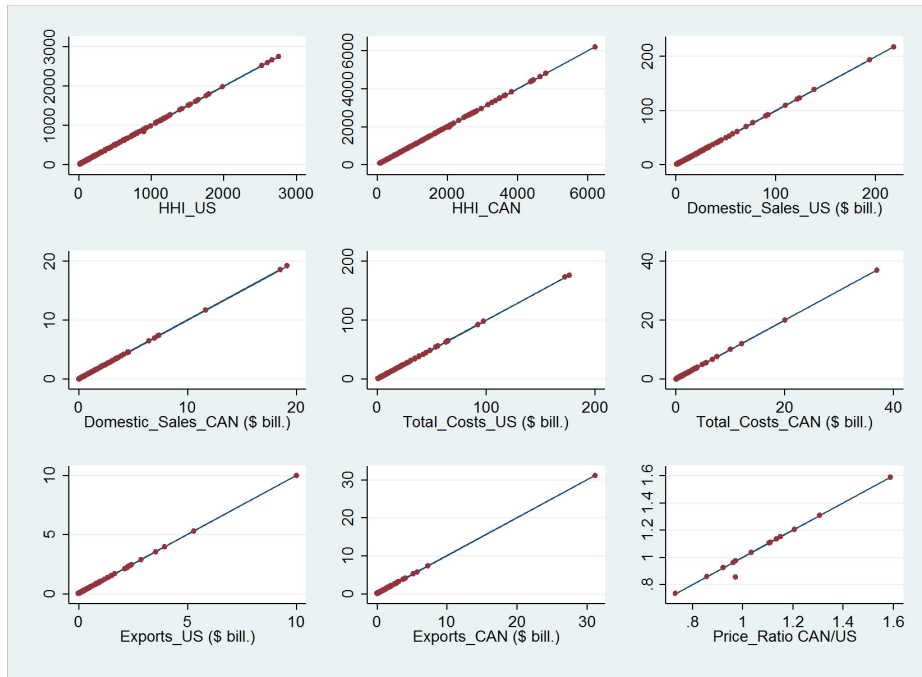 3000
2000
1000
0
0 1000 2000 3000
HHI_US
6000
4000
2000
0
0 2000 4000 6000
HHI_CAN
200
100
0
0 100 200
Domestic_Sales_US ($ bill.)
20
10
0
0 10 20
Domestic_Sales_CAN ($ bill.)
200
100
0
0 100 200
Total_Costs_US ($ bill.)
40
20
0
0 20 40
Total_Costs_CAN ($ bill.)
10
5
0
0 5 10
Exports_US ($ bill.)
30
20
10
0
0 10 20 30
Exports_CAN ($ bill.)
1.6
1.4
1.2
1
.8
.8 1 1.2 1.4 1.6
Price_Ratio CAN/US